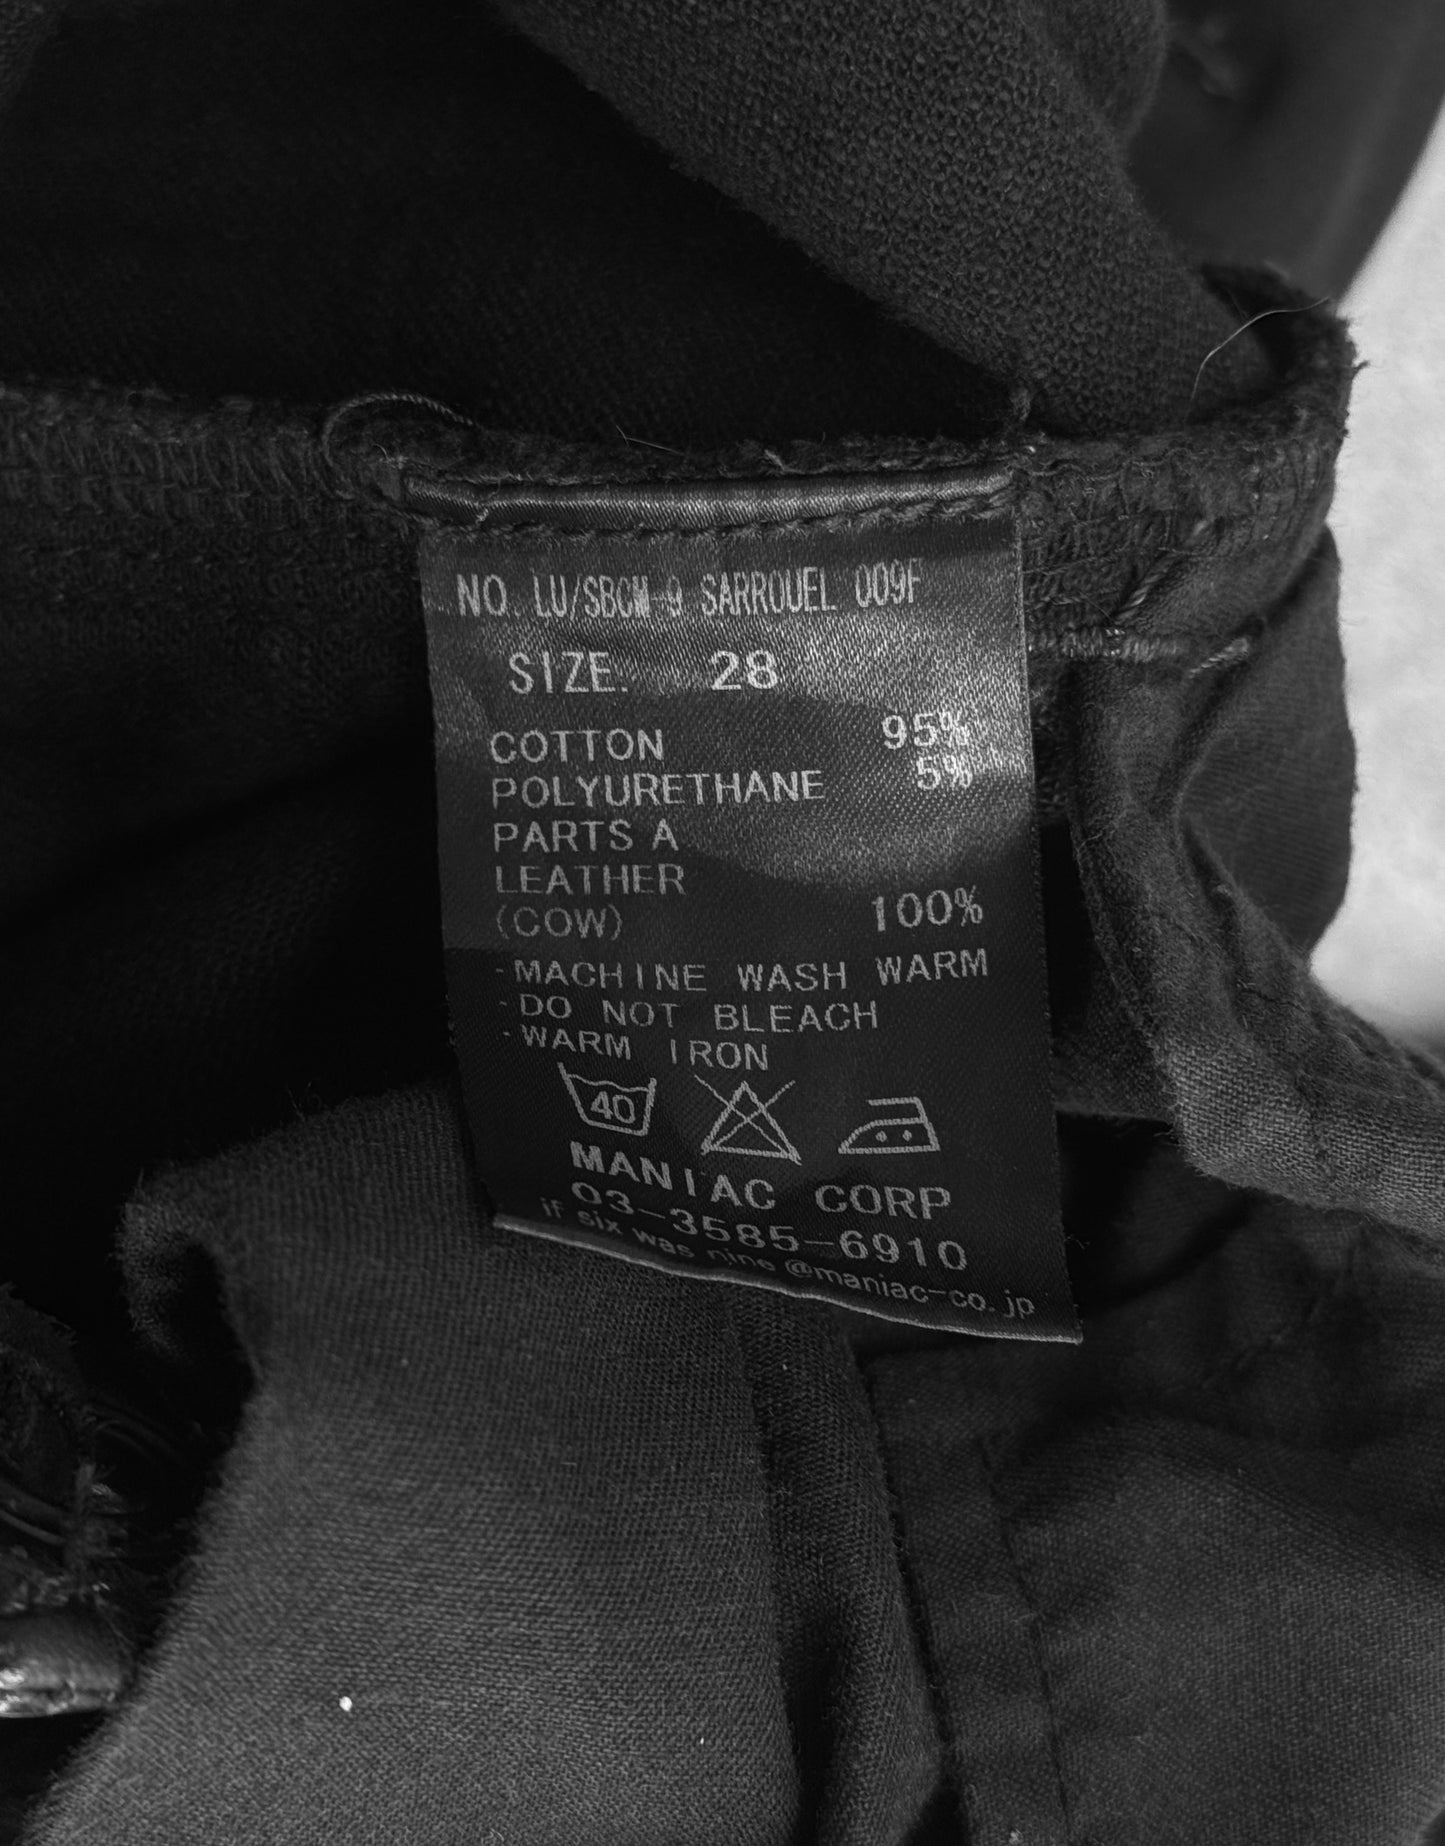 NO. LU/SBCM-9 SARROUEL 009F
SIZE. 28
COTTON 95%
POLYURETHANE 5%
PARTS A
LEATHER
(COW) 100%
-MACHINE WASH WARM
-DO NOT BLEACH
-WARM IRON
40
MANIAC CORP
03-3585-6910
if six was nine @maniac-co.jp